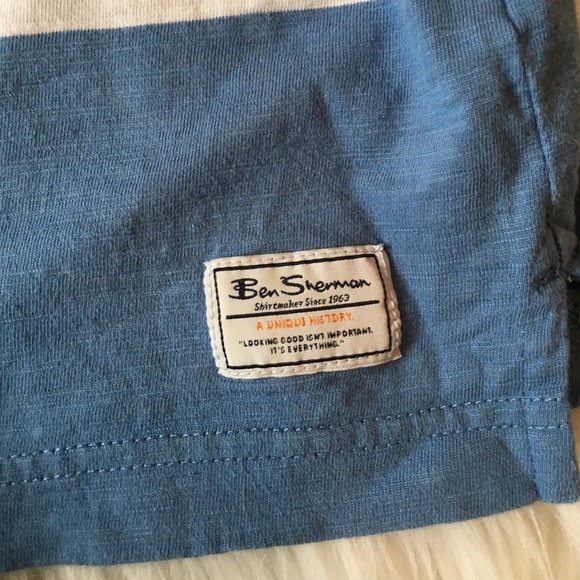 Ben Sherman
Shirtmaker Since 1963
A UNIQUE HISTORY.
"LOOKING GOOD ISN'T IMPORTANT.
IT'S EVERYTHING."